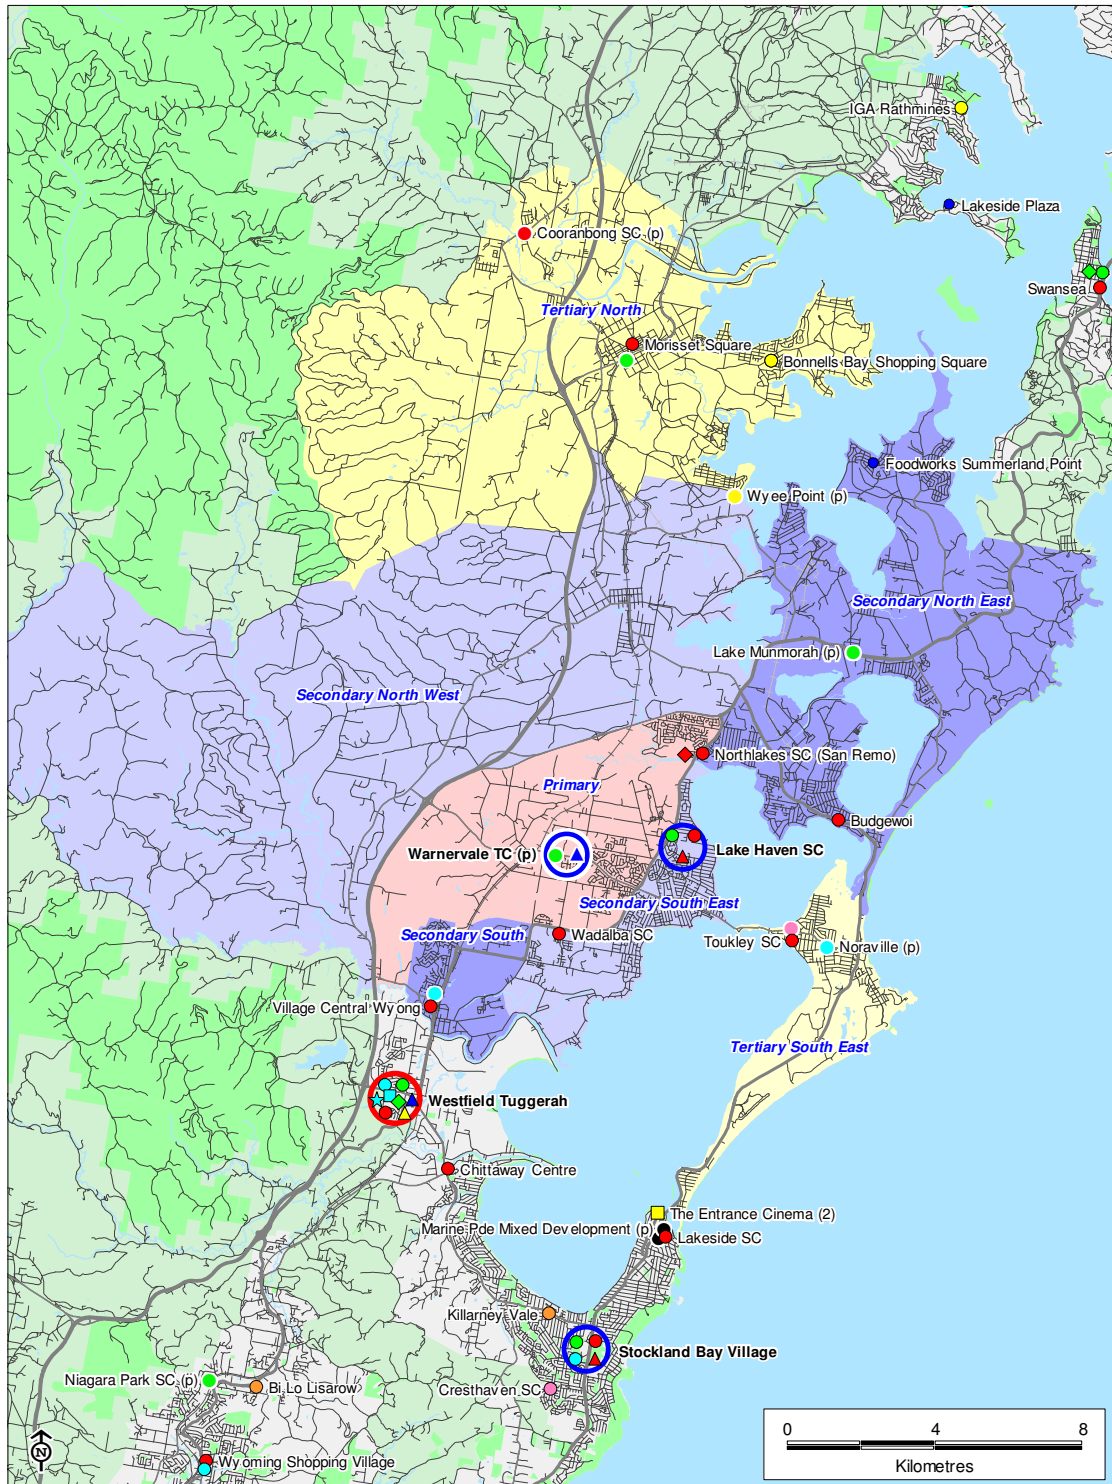 IGA Rathmines
Lakeside Plaza
Cooranbong SC (p)
Swansea
Tertiary North
Morisset Square
Bonnells Bay Shopping Square
Foodworks Summerland Point
Wyee Point (p)
Secondary North East
Lake Munmorah (p)
Secondary North West
Northlakes SC (San Remo)
Primary
Budgewoi
Warnervale TC (p)
Lake Haven SC
Secondary South East
Secondary South
Wadalba SC
Toukley SC
Noraville (p)
Village Central Wyong
Tertiary South East
Westfield Tuggerah
Chittaway Centre
The Entrance Cinema (2)
Marine Pde Mixed Development (p)
Lakeside SC
Killarney Vale
Stockland Bay Village
Niagara Park SC (p)
Bi Lo Lisarow
Cresthaven SC
Wyoming Shopping Village
N
0 4 8
Kilometres